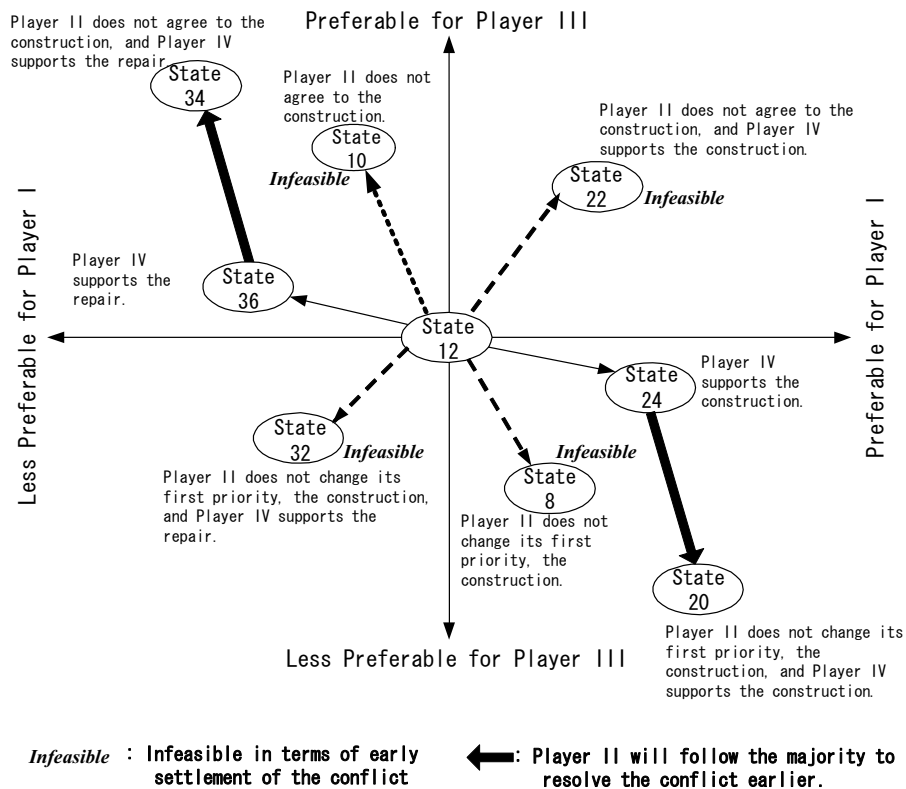 Preferable for Player III
Player II does not agree to the
construction, and Player IV
supports the repair.
State
34
Player II does not
agree to the
construction.
State
10
Infeasible
Player II does not agree to the
construction, and Player IV
supports the construction.
State
22
Infeasible
Less Preferable for Player I
Preferable for Player I
Player IV
supports the
repair.
State
36
State
12
State
24
Player IV
supports the
construction.
State
32
Infeasible
Player II does not change its
first priority, the construction,
and Player IV supports the
repair.
Infeasible
State
8
Player II does not
change its first
priority, the
construction.
State
20
Player II does not change its
first priority, the
construction, and Player IV
supports the construction.
Less Preferable for Player III
Infeasible : Infeasible in terms of early
settlement of the conflict
: Player II will follow the majority to
resolve the conflict earlier.